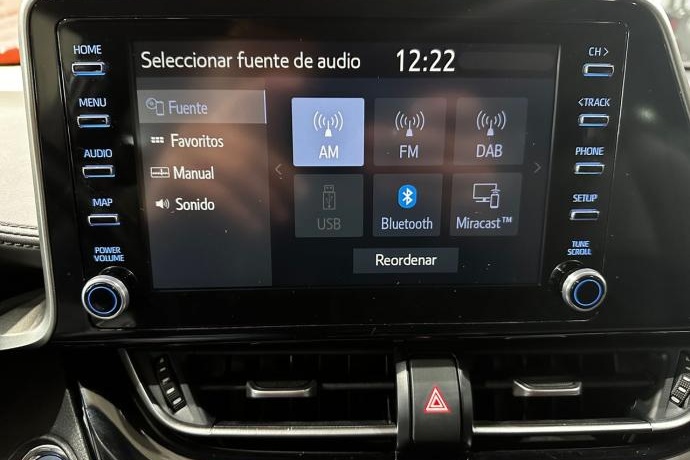 Seleccionar fuente de audio 12:22
HOME
MENU
AUDIO
MAP
POWER
VOLUME
Fuente
Favoritos
Manual
Sonido
AM FM DAB
USB Bluetooth Miracast™
Reordenar
CH >
< TRACK
PHONE
SETUP
TUNE
SCROLL